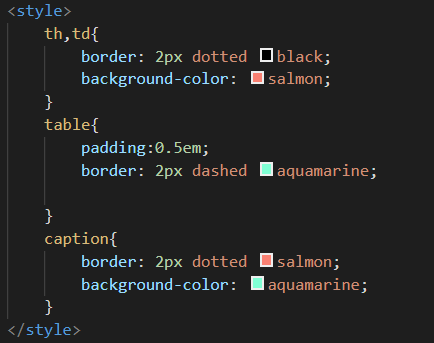 <style>
th,td{
border: 2px dotted black;
background-color: salmon;
}
table{
padding:0.5em;
border: 2px dashed aquamarine;
}
caption{
border: 2px dotted salmon;
background-color: aquamarine;
}
</style>